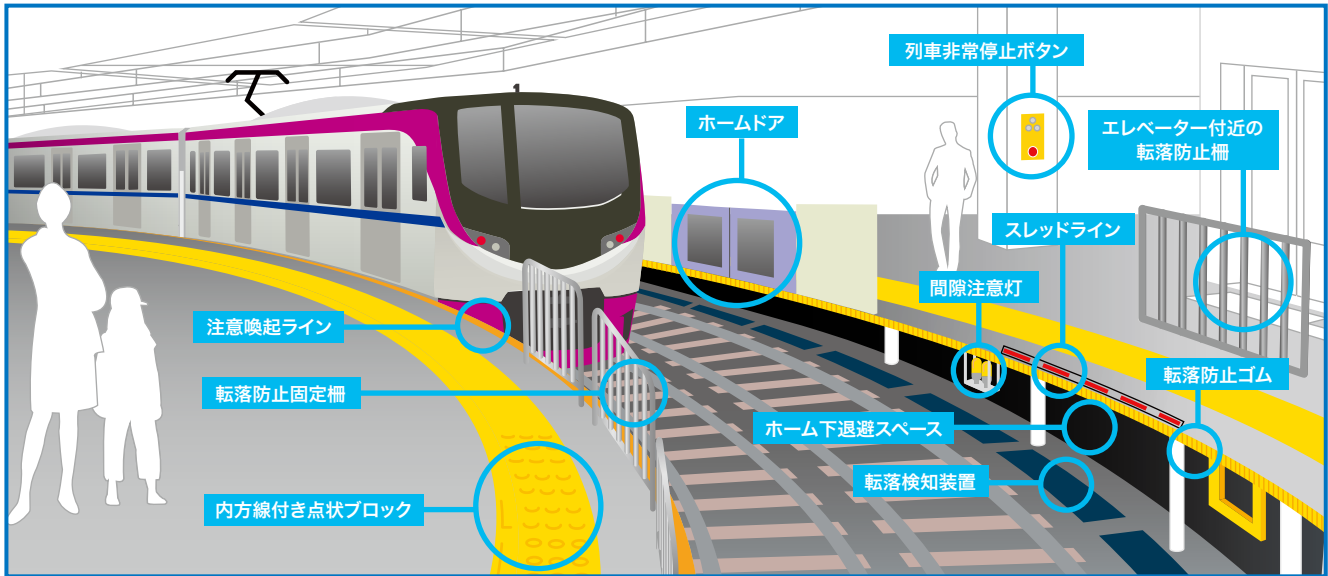 列車非常停止ボタン
ホームドア
エレベーター付近の
転落防止柵
スレッドライン
間隙注意灯
注意喚起ライン
転落防止ゴム
転落防止固定柵
ホーム下退避スペース
転落検知装置
内方線付き点状ブロック